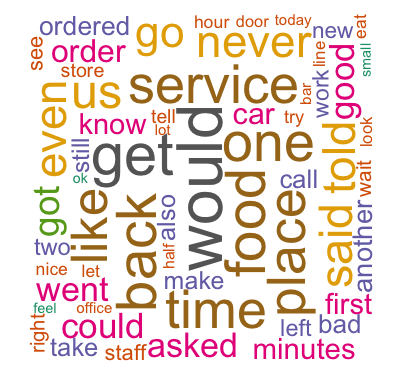 hour door today
ordered go never new eat
see order
store us service work line small
even know tell car try bar good
lot
still get would one look
ok
got like back also food call said told wait
two half place another
nice let make
went time first
feel office
right could left bad
take staff asked minutes